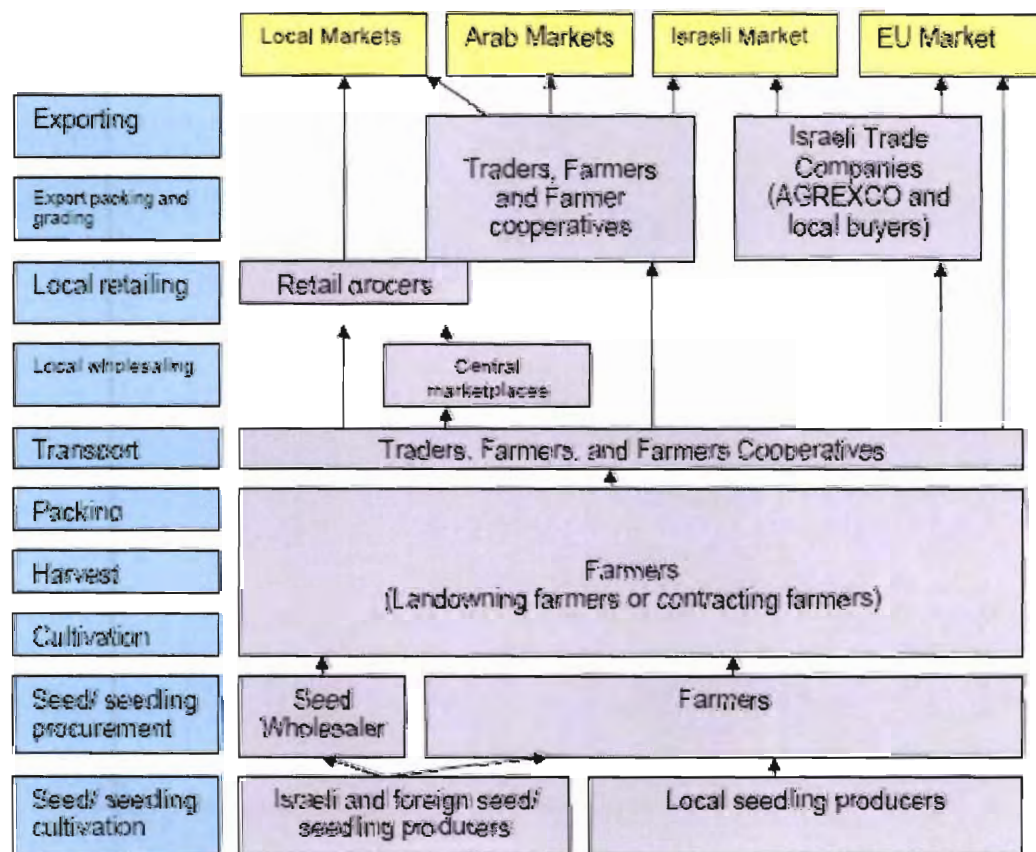 Local Markets
Arab Markets
Israeli Market
EU Market
Exporting
Traders, Farmers
and Farmer
cooperatives
Israeli Trade
Companies
(AGREXCO and
local buyers)
Export packing and
grading
Local retailing
Retail grocers
Local wholesaling
Central
marketplaces
Transport
Traders, Farmers, and Farmers Cooperatives
Packing
Harvest
Farmers
(Landowning farmers or contracting farmers)
Cultivation
Seed/ seedling
procurement
Seed
Wholesaler
Farmers
Seed/ seedling
cultivation
Israeli and foreign seed/
seedling producers
Local seedling producers